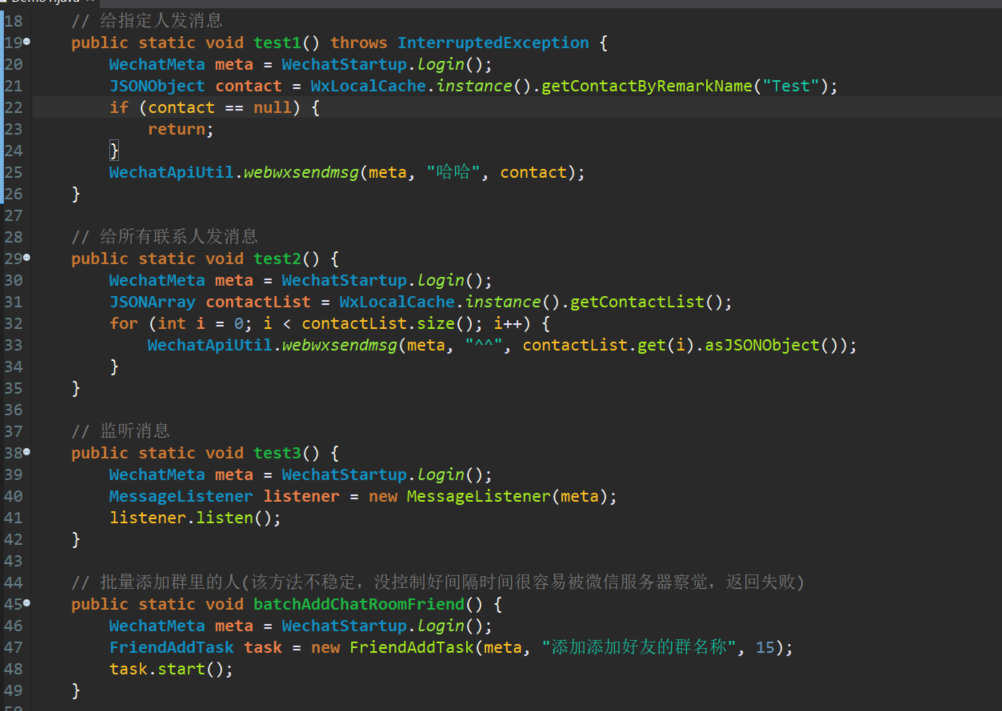 18 // 给指定人发消息
19 public static void test1() throws InterruptedException {
20 WechatMeta meta = WechatStartup.login();
21 JSONObject contact = WxLocalCache.instance().getContactByRemarkName("Test");
22 if (contact == null) {
23 return;
24 }
25 WechatApiUtil.webwxsendmsg(meta, "哈哈", contact);
26 }
27
28 // 给所有联系人发消息
29 public static void test2() {
30 WechatMeta meta = WechatStartup.login();
31 JSONArray contactList = WxLocalCache.instance().getContactList();
32 for (int i = 0; i < contactList.size(); i++) {
33 WechatApiUtil.webwxsendmsg(meta, "^^", contactList.get(i).asJSONObject());
34 }
35 }
36
37 // 监听消息
38 public static void test3() {
39 WechatMeta meta = WechatStartup.login();
40 MessageListener listener = new MessageListener(meta);
41 listener.listen();
42 }
43
44 // 批量添加群里的人(该方法不稳定，没控制好间隔时间很容易被微信服务器察觉，返回失败)
45 public static void batchAddChatRoomFriend() {
46 WechatMeta meta = WechatStartup.login();
47 FriendAddTask task = new FriendAddTask(meta, "添加添加好友的群名称", 15);
48 task.start();
49 }